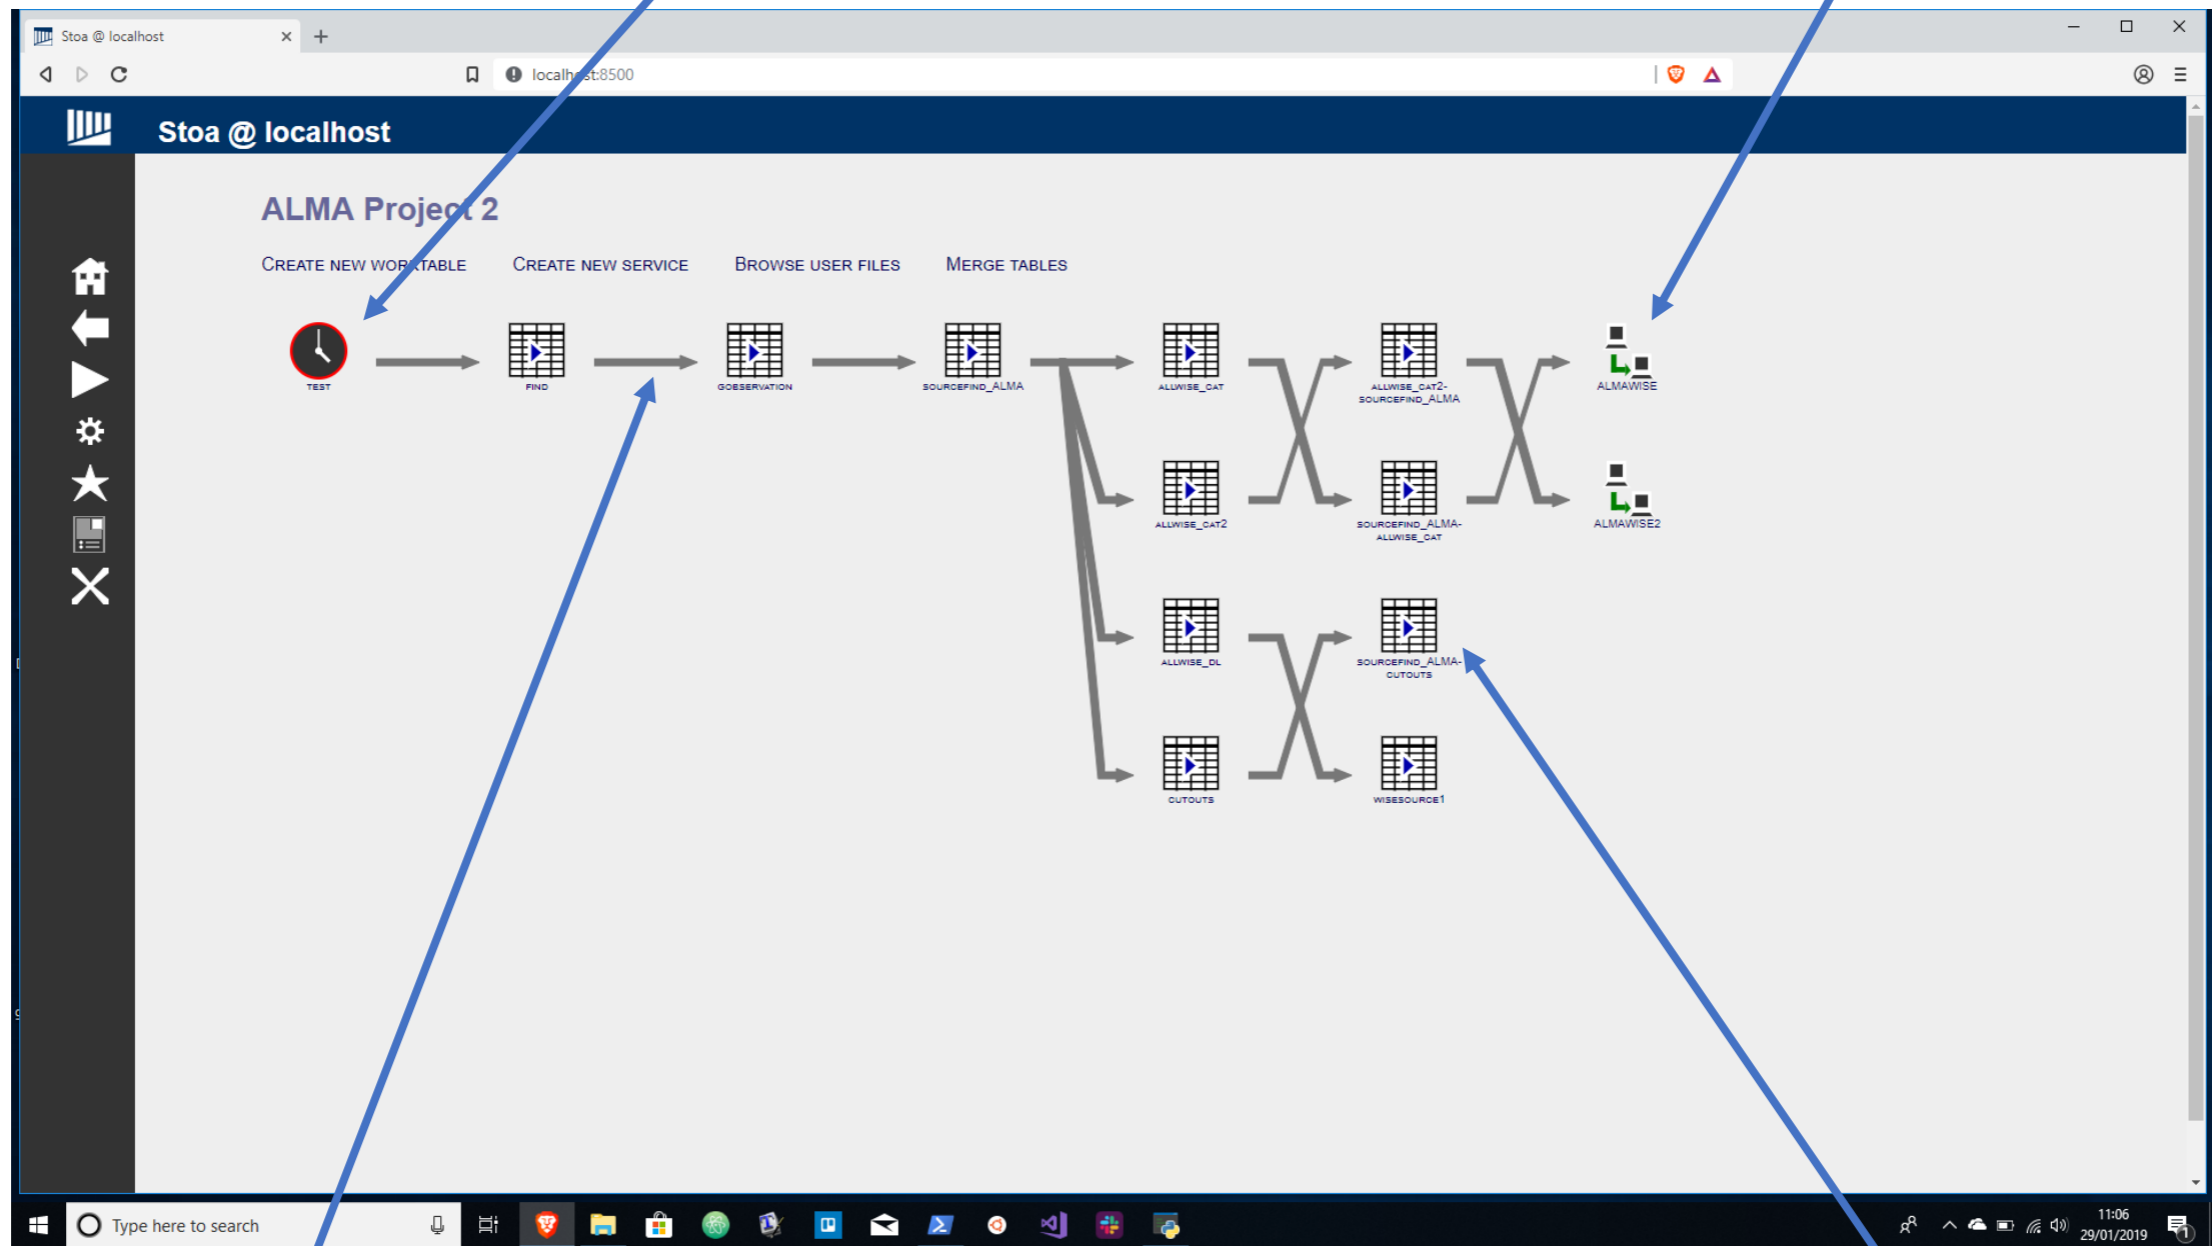 Stoa @ localhost
localhost:8500
Stoa @ localhost
ALMA Project 2
CREATE NEW WORKTABLE CREATE NEW SERVICE BROWSE USER FILES MERGE TABLES
TEST FIND GOESERVATION SOURCEFIND_ALMA ALLWISE_CAT ALLWISE_CAT2- ALMAWISE
SOURCEFIND_ALMA
ALLWISE_CAT2 SOURCEFIND_ALMA- ALMAWISE2
ALLWISE_CAT
ALLWISE_DL SOURCEFIND_ALMA-
CUTOUTS
CUTOUTS WISESOURCE1
Type here to search
11:06
29/01/2019
1